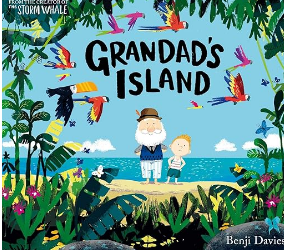 FROM THE CREATOR OF
THE STORM WHALE
GRANDAD'S
ISLAND
Benji Davies